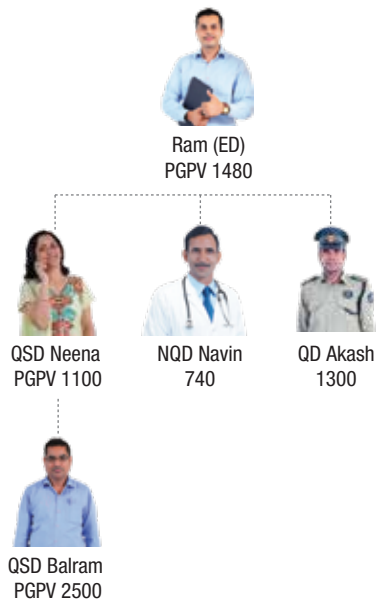 Ram (ED)
PGPV 1480
QSD Neena
PGPV 1100
NQD Navin
740
QD Akash
1300
QSD Balram
PGPV 2500